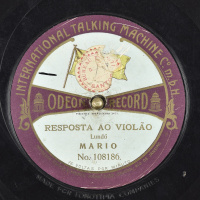 INTERNATIONAL TALKING MACHINE Co m.b.H.
ODEON RECORD
RESPOSTA AO VIOLÃO
Lundú
MARIO
No. 108186.